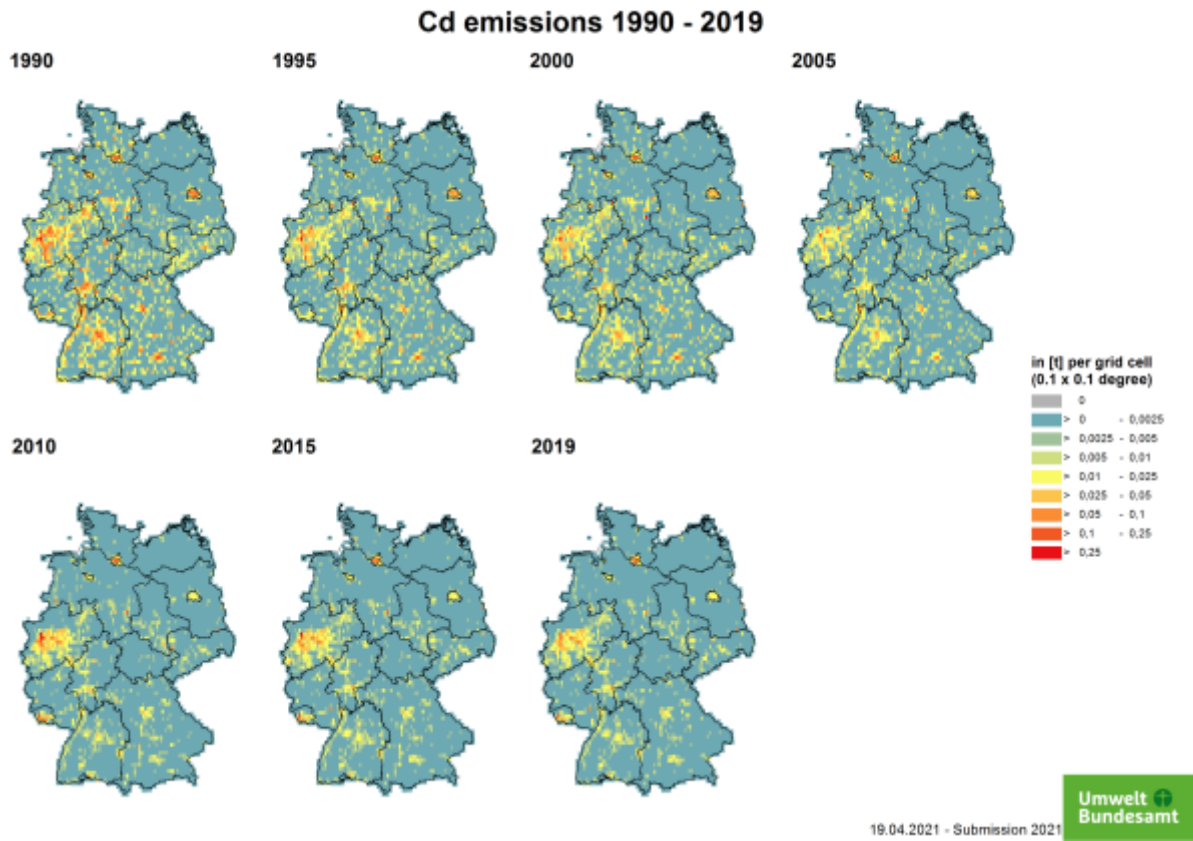 Cd emissions 1990 - 2019
1990 1995 2000 2005
in [t] per grid cell
(0.1 x 0.1 degree)
0
> 0 - 0,0025
> 0,0025 - 0,005
> 0,005 - 0,01
> 0,01 - 0,025
> 0,025 - 0,05
> 0,05 - 0,1
> 0,1 - 0,25
> 0,25
2010 2015 2019
Umwelt
Bundesamt
19.04.2021 - Submission 2021